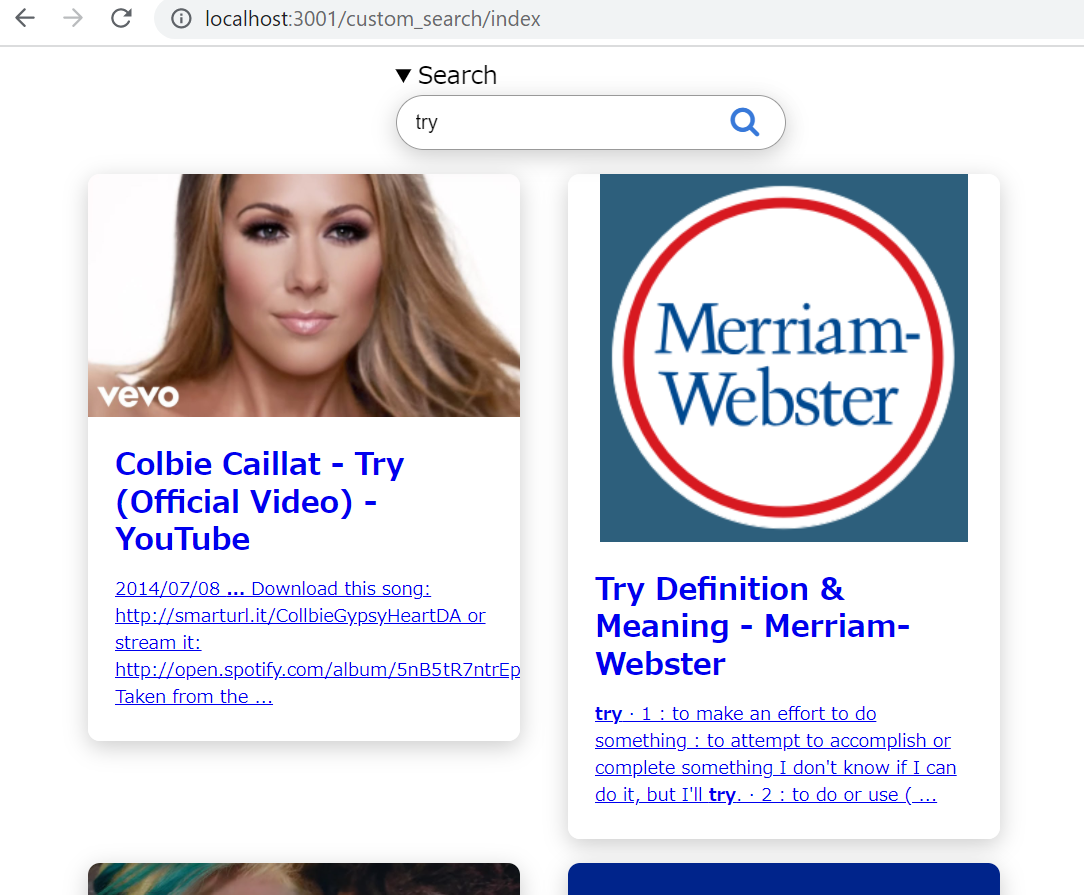 localhost:3001/custom_search/index
▼ Search
try
vevo
Colbie Caillat - Try
(Official Video) -
YouTube
2014/07/08 ... Download this song:
http://smarturl.it/CollbieGypsyHeartDA or
stream it:
http://open.spotify.com/album/5nB5tR7ntrEp
Taken from the ...
Merriam-
Webster
Try Definition &
Meaning - Merriam-
Webster
try · 1 : to make an effort to do
something : to attempt to accomplish or
complete something I don't know if I can
do it, but I'll try. · 2 : to do or use ( ...